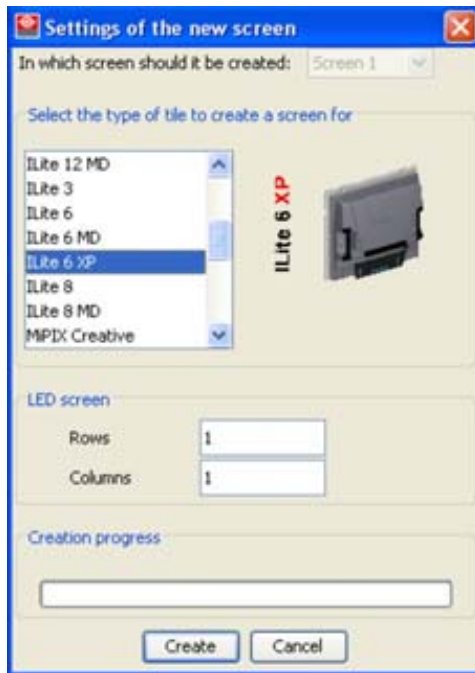 Settings of the new screen
In which screen should it be created: Screen 1
Select the type of tile to create a screen for
ILite 12 MD
ILite 3
ILite 6
ILite 6 MD
ILite 6 XP
ILite 8
ILite 8 MD
MiPIX Creative
ILite 6 XP
LED screen
Rows 1
Columns 1
Creation progress
Create Cancel